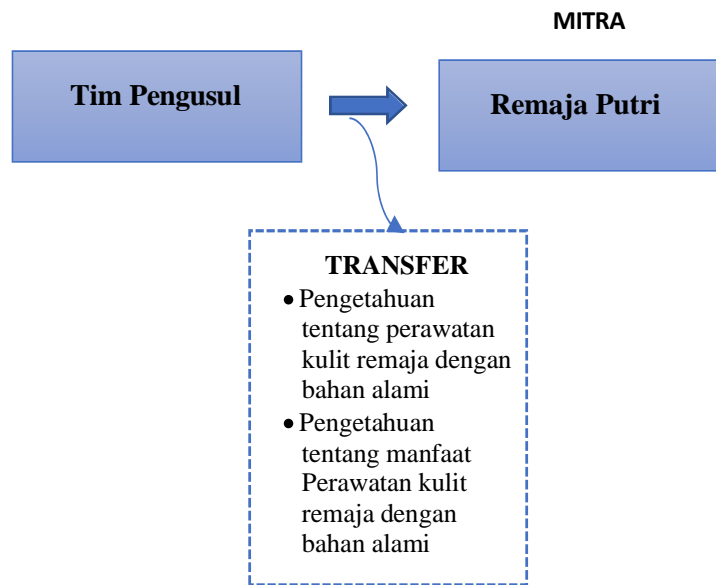 MITRA
Tim Pengusul
Remaja Putri
TRANSFER
• Pengetahuan
tentang perawatan
kulit remaja dengan
bahan alami
• Pengetahuan
tentang manfaat
Perawatan kulit
remaja dengan
bahan alami